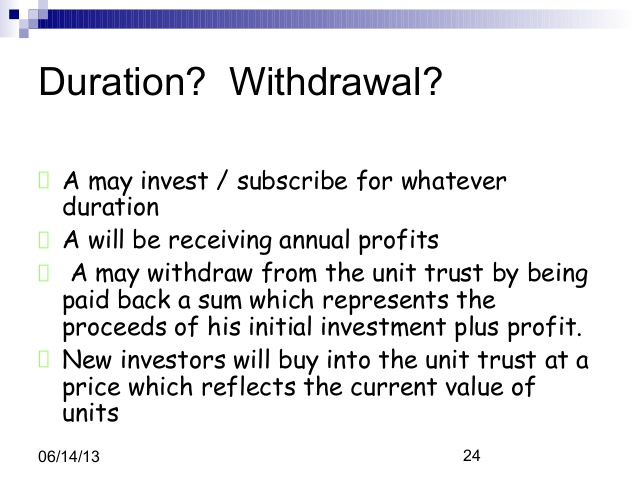 Duration?  Withdrawal?
A may invest / subscribe for whatever
duration
A will be receiving annual profits
A may withdraw from the unit trust by being
paid back a sum which represents the
proceeds of his initial investment plus profit.
New investors will buy into the unit trust at a
price which reflects the current value of
units
06/14/13
24